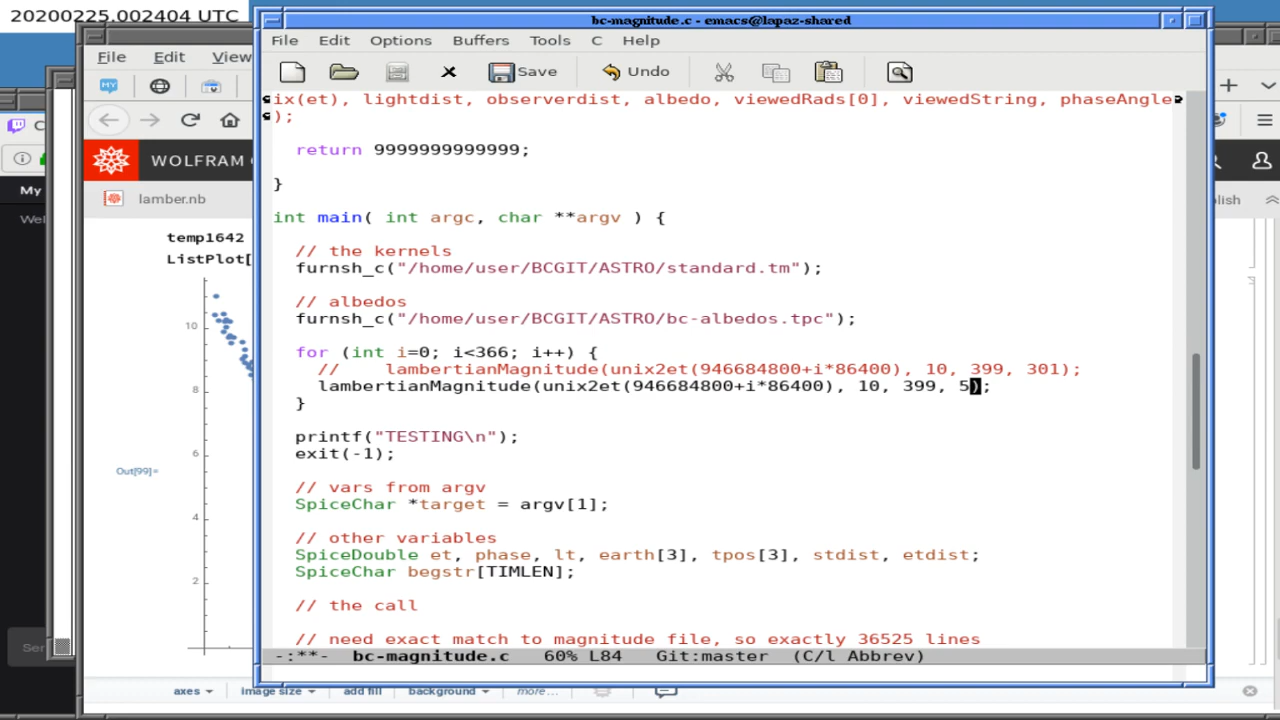 20200225.002404 UTC
bc-magnitude.c - emacs@lapaz-shared
File Edit View
File Edit Options Buffers Tools C Help
Save Undo
WOLFRAM
My
lamber.nb
temp1642
ListPlot[
10
8
6
4
2
Out[99]=
ix(et), lightdist, observerdist, albedo, viewedRads[0], viewedString, phaseAngle
);
return 9999999999999;
}
int main( int argc, char **argv ) {
// the kernels
furnsh_c("/home/user/BCGIT/ASTRO/standard.tm");
// albedos
furnsh_c("/home/user/BCGIT/ASTRO/bc-albedos.tpc");
for (int i=0; i<366; i++) {
//    lambertianMagnitude(unix2et(946684800+i*86400), 10, 399, 301);
lambertianMagnitude(unix2et(946684800+i*86400), 10, 399, 5);
}
printf("TESTING\n");
exit(-1);
// vars from argv
SpiceChar *target = argv[1];
// other variables
SpiceDouble et, phase, lt, earth[3], tpos[3], stdist, etdist;
SpiceChar begstr[TIMLEN];
// the call
// need exact match to magnitude file, so exactly 36525 lines
-:**-  bc-magnitude.c   60% L84   Git:master  (C/l Abbrev)
axes image size add fill background more...